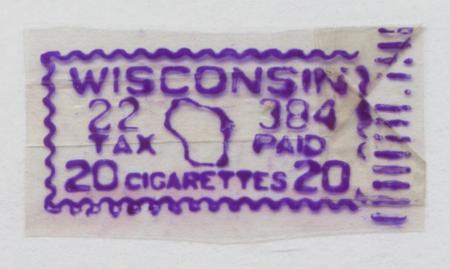 WISCONSIN
22 384
TAX PAID
20 CIGARETTES 20